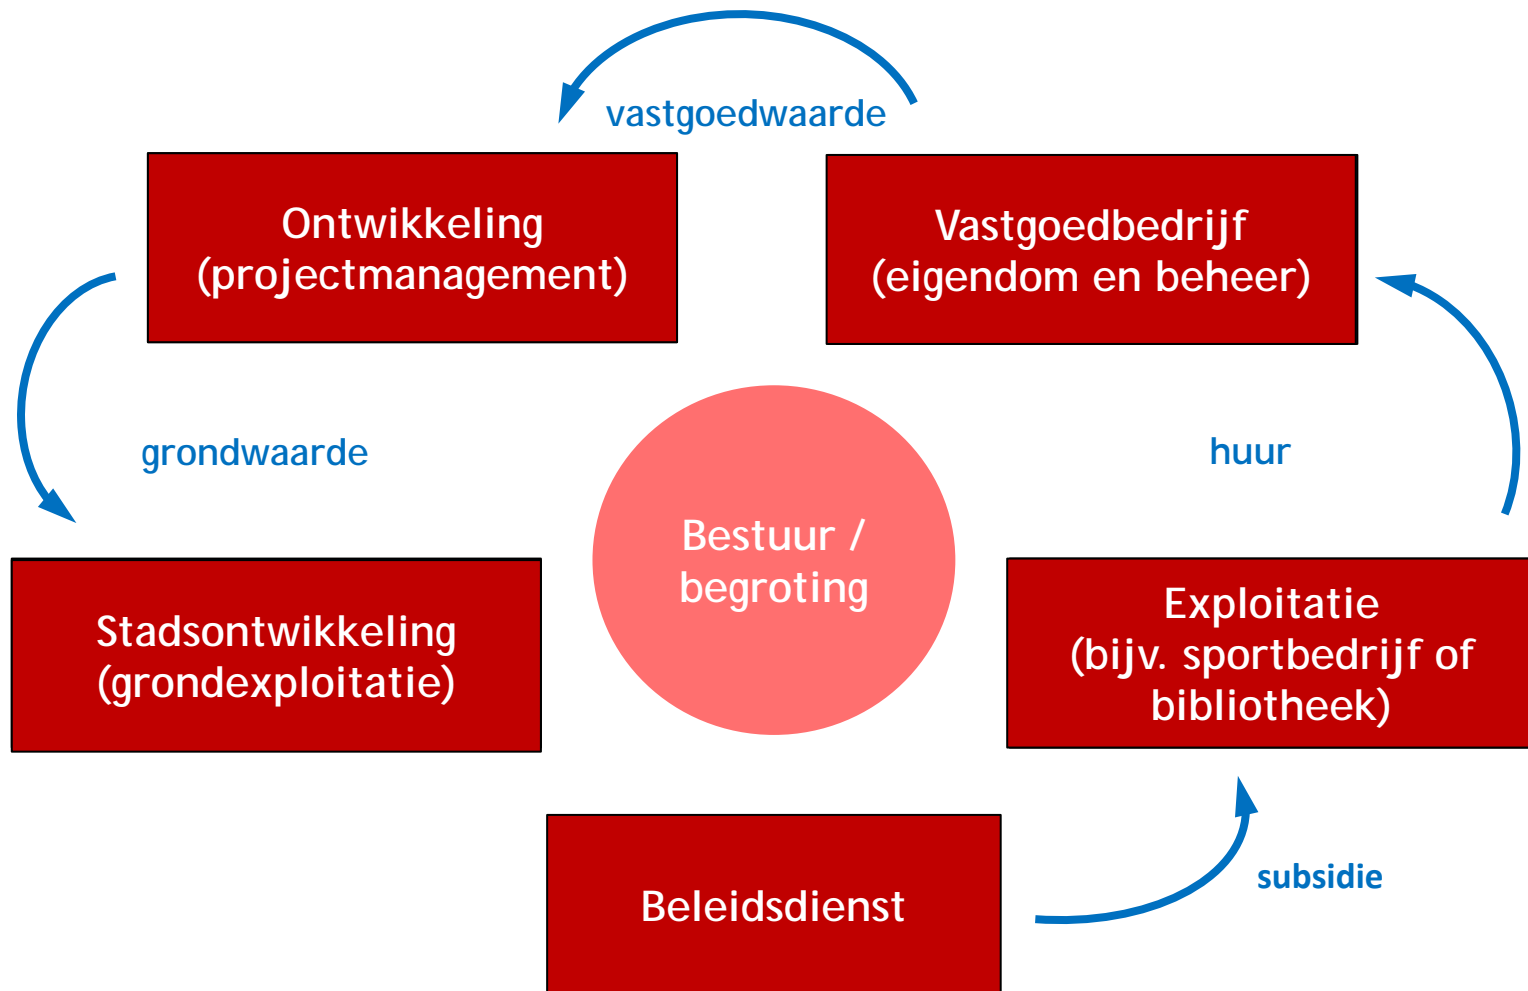 vastgoedwaarde
Ontwikkeling
(projectmanagement)
Vastgoedbedrijf
(eigendom en beheer)
grondwaarde
huur
Bestuur /
begroting
Stadsontwikkeling
(grondexploitatie)
Exploitatie
(bijv. sportbedrijf of
bibliotheek)
Beleidsdienst
subsidie